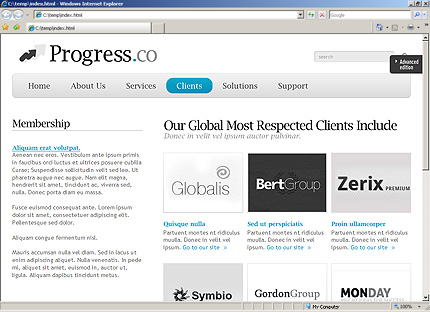 C:\temp\index.html - Windows Internet Explorer
C:\temp\index.html
Google
C:\temp\index.html
Progress.co
search
Advanced edition
Home About Us Services Clients Solutions Support
Membership
Aliquam erat volutpat.
Aenean nec eros. Vestibulum ante ipsum primis
in faucibus orci luctus et ultrices posuere cubilia
Curae; Suspendisse sollicitudin velit sed leo. Ut
pharetra augue nec augue. Nam elit magna,
hendrerit sit amet, tincidunt ac, viverra sed,
nulla. Donec porta diam eu massa.
Fusce euismod consequat ante. Lorem ipsum
dolor sit amet, consectetuer adipiscing elit.
Pellentesque sed dolor.
Aliquam congue fermentum nisl.
Mauris accumsan nulla vel diam. Sed in lacus ut
enim adipiscing aliquet. Nulla venenatis. In pede
mi, aliquet sit amet, euismod in, auctor ut,
ligula. Aliquam dapibus tincidunt metus.
Our Global Most Respected Clients Include
Donec in velit vel ipsum auctor pulvinar.
Globalis
BertGroup
Zerix PREMIUM
Quisque nulla
Partuent montes nt ridiculus
muulla. Donec in velit vel
ipsum. Go to our site »
Sed ut perspiciatis
Partuent montes nt ridiculus
muulla. Donec in velit vel
ipsum. Go to our site »
Proin ullamcorper
Partuent montes nt ridiculus
muulla. Donec in velit vel
ipsum. Go to our site »
Symbio
GordonGroup
MONDAY
My Computer
100%